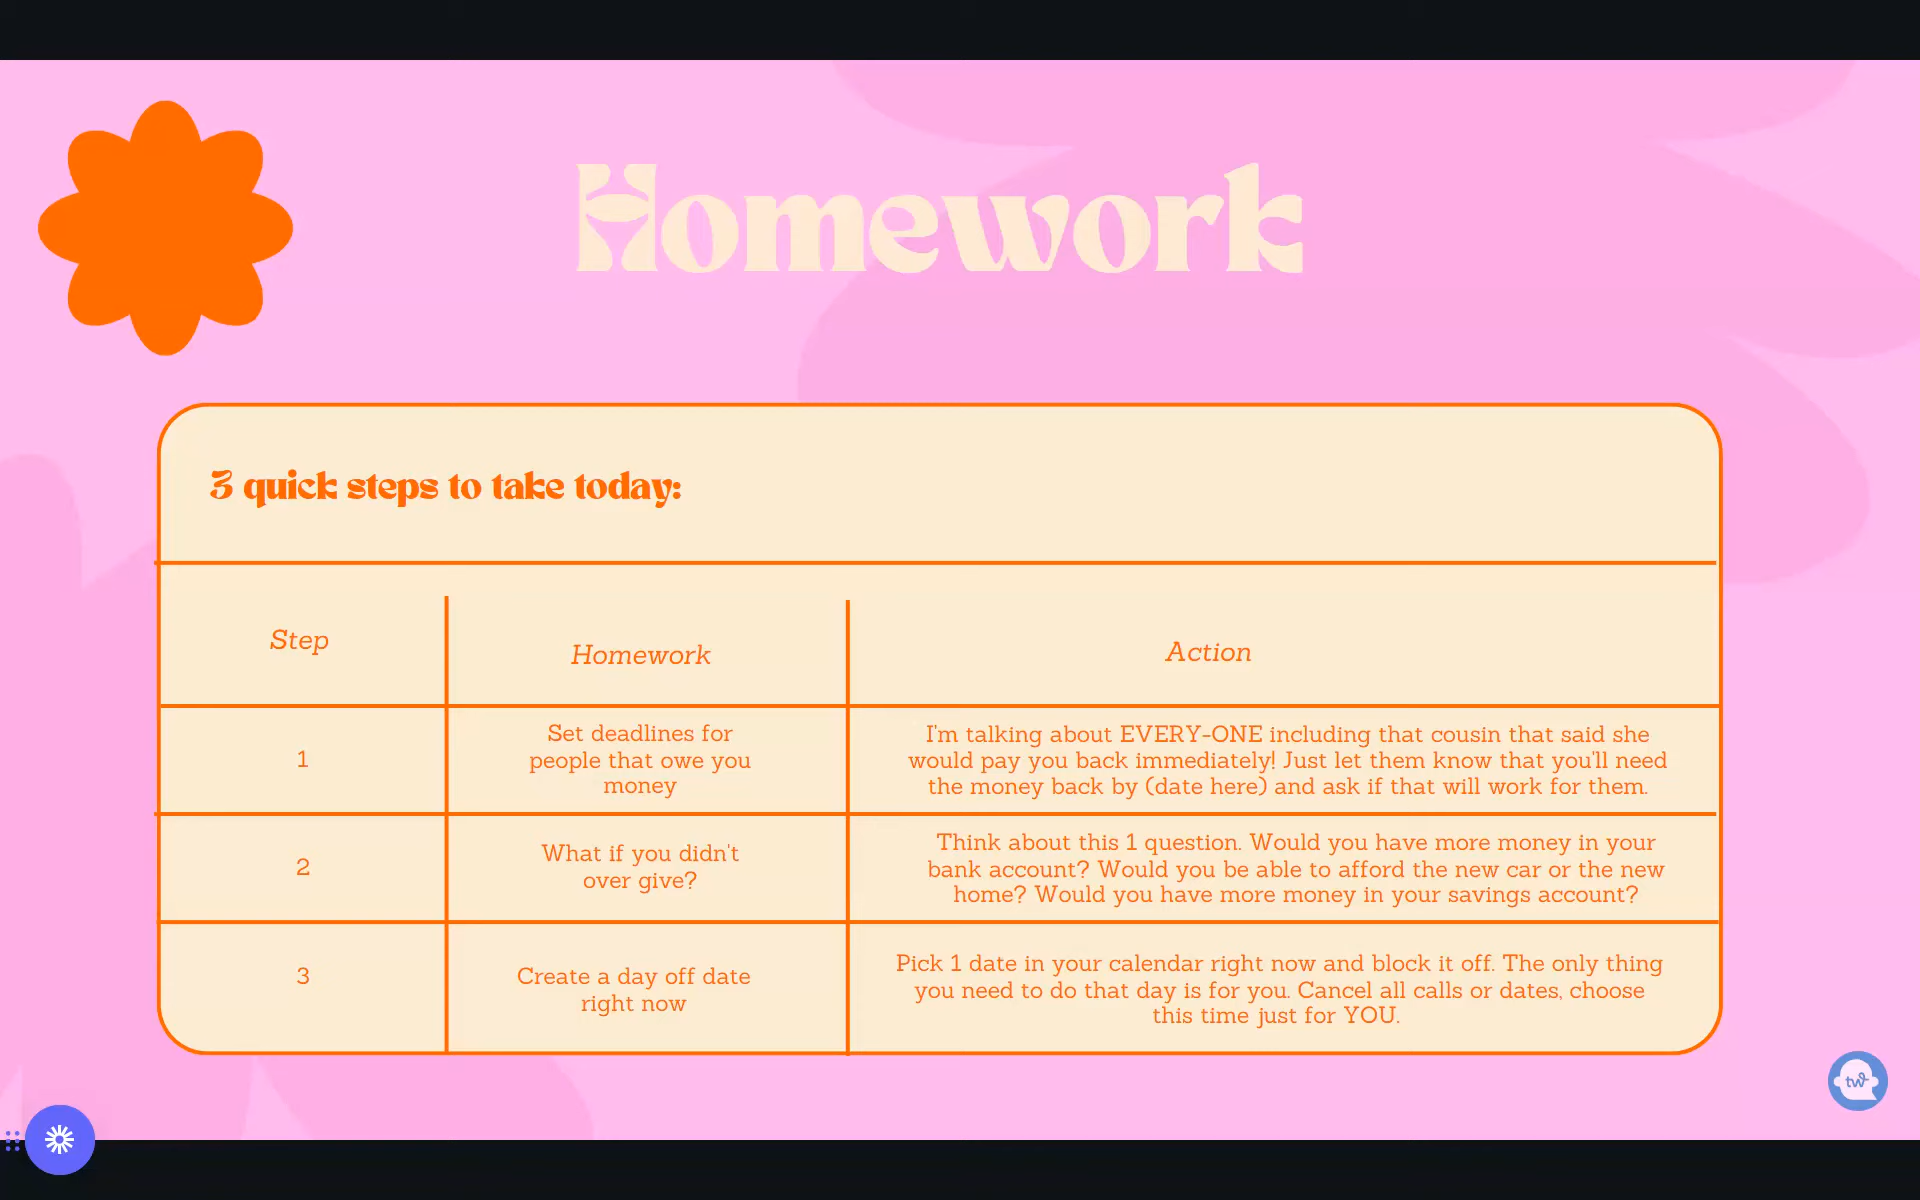 Homework
3 quick steps to take today:
Step
Homework
Action
1
Set deadlines for
people that owe you
money
I'm talking about EVERY-ONE including that cousin that said she
would pay you back immediately! Just let them know that you'll need
the money back by (date here) and ask if that will work for them.
2
What if you didn't
over give?
Think about this 1 question. Would you have more money in your
bank account? Would you be able to afford the new car or the new
home? Would you have more money in your savings account?
3
Create a day off date
right now
Pick 1 date in your calendar right now and block it off. The only thing
you need to do that day is for you. Cancel all calls or dates, choose
this time just for YOU.
tw